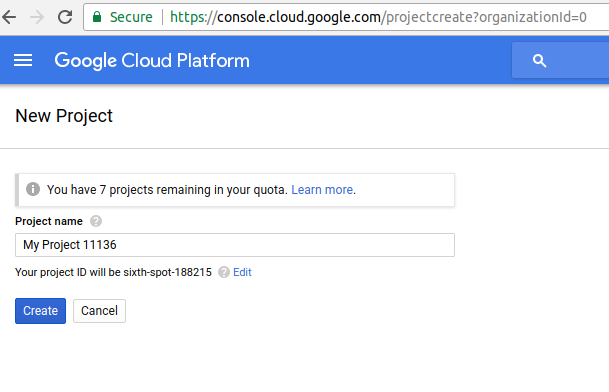 Secure https://console.cloud.google.com/projectcreate?organizationId=0
Google Cloud Platform
New Project
You have 7 projects remaining in your quota. Learn more.
Project name
My Project 11136
Your project ID will be sixth-spot-188215 Edit
Create Cancel